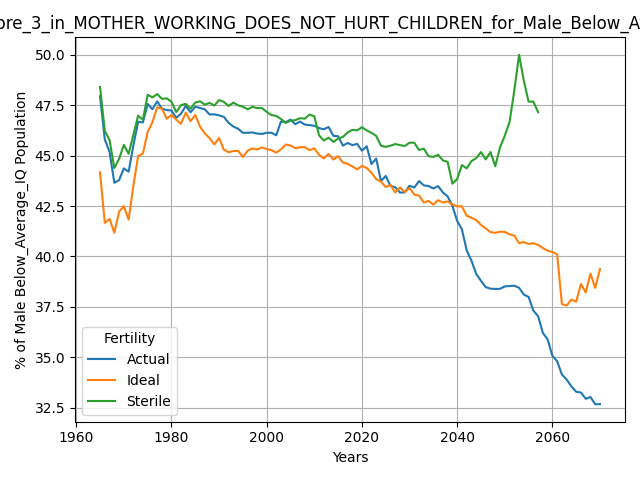 ore_3_in_MOTHER_WORKING_DOES_NOT_HURT_CHILDREN_for_Male_Below_A
50.0
47.5
45.0
42.5
40.0
37.5
35.0
32.5
% of Male Below_Average_IQ Population
Fertility
Actual
Ideal
Sterile
1960 1980 2000 2020 2040 2060
Years